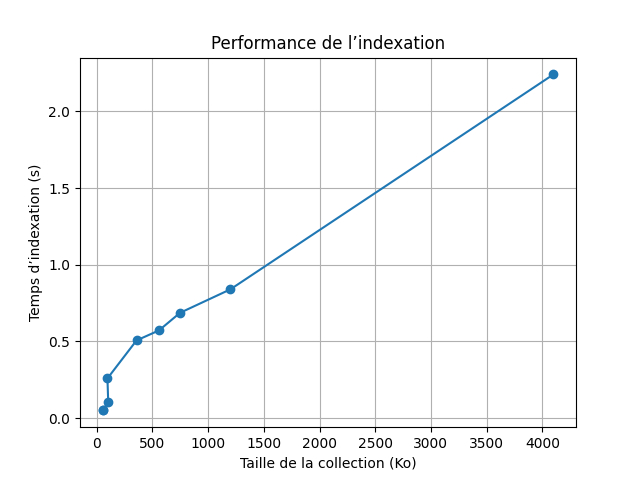 Performance de l’indexation
Temps d’indexation (s)
2.0
1.5
1.0
0.5
0.0
0 500 1000 1500 2000 2500 3000 3500 4000
Taille de la collection (Ko)